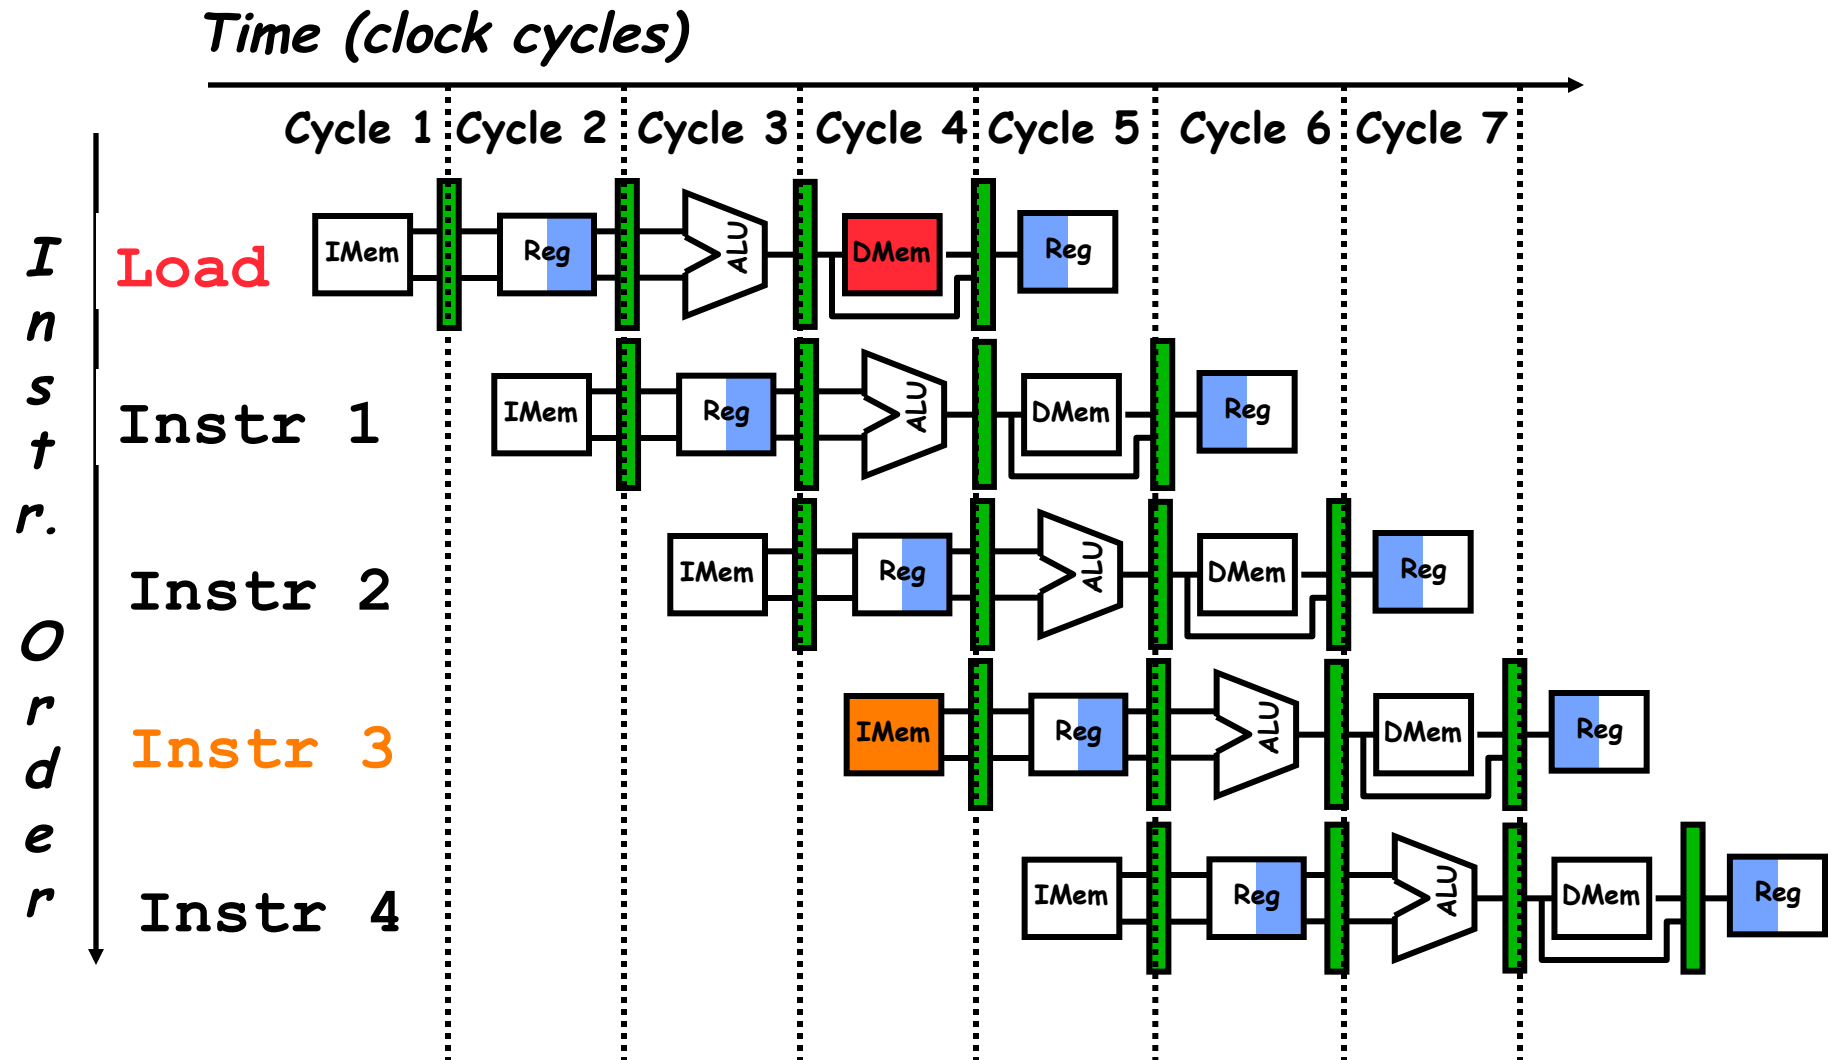 Time (clock cycles)
Cycle 1 Cycle 2 Cycle 3 Cycle 4 Cycle 5 Cycle 6 Cycle 7
Instr. Order
Load IMem Reg ALU DMem Reg
Instr 1 IMem Reg ALU DMem Reg
Instr 2 IMem Reg ALU DMem Reg
Instr 3 IMem Reg ALU DMem Reg
Instr 4 IMem Reg ALU DMem Reg